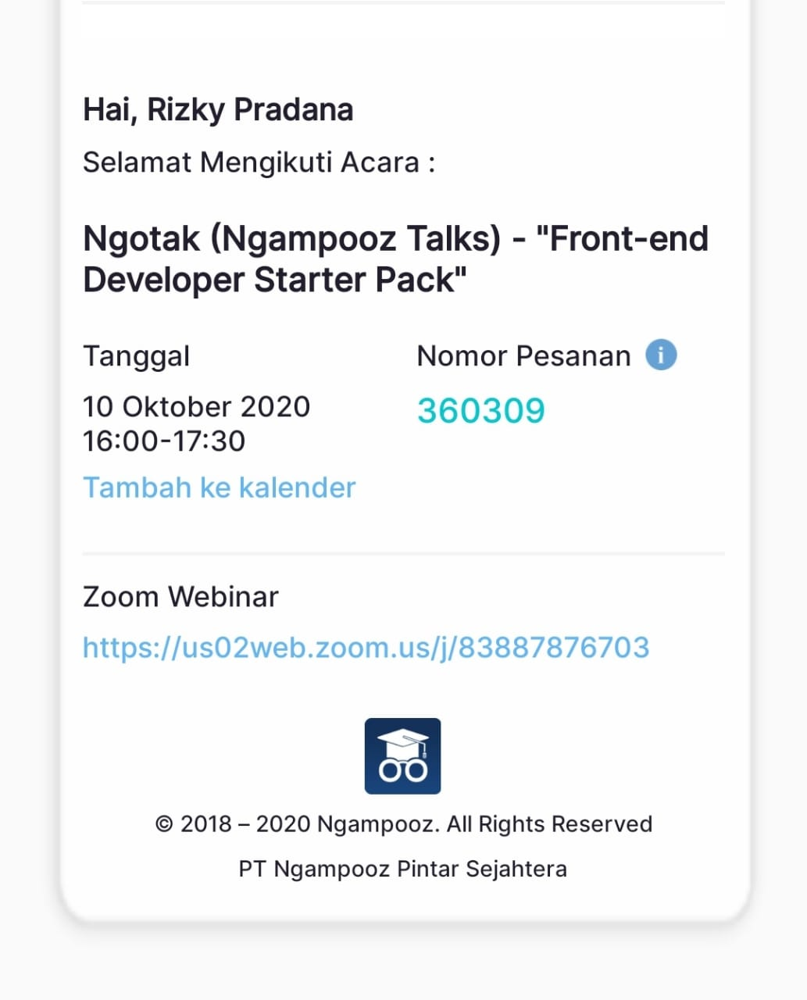 Hai, Rizky Pradana
Selamat Mengikuti Acara :
Ngotak (Ngampooz Talks) - "Front-end
Developer Starter Pack"
Tanggal
10 Oktober 2020
16:00-17:30
Tambah ke kalender
Nomor Pesanan
360309
Zoom Webinar
https://us02web.zoom.us/j/83887876703
© 2018 – 2020 Ngampooz. All Rights Reserved
PT Ngampooz Pintar Sejahtera